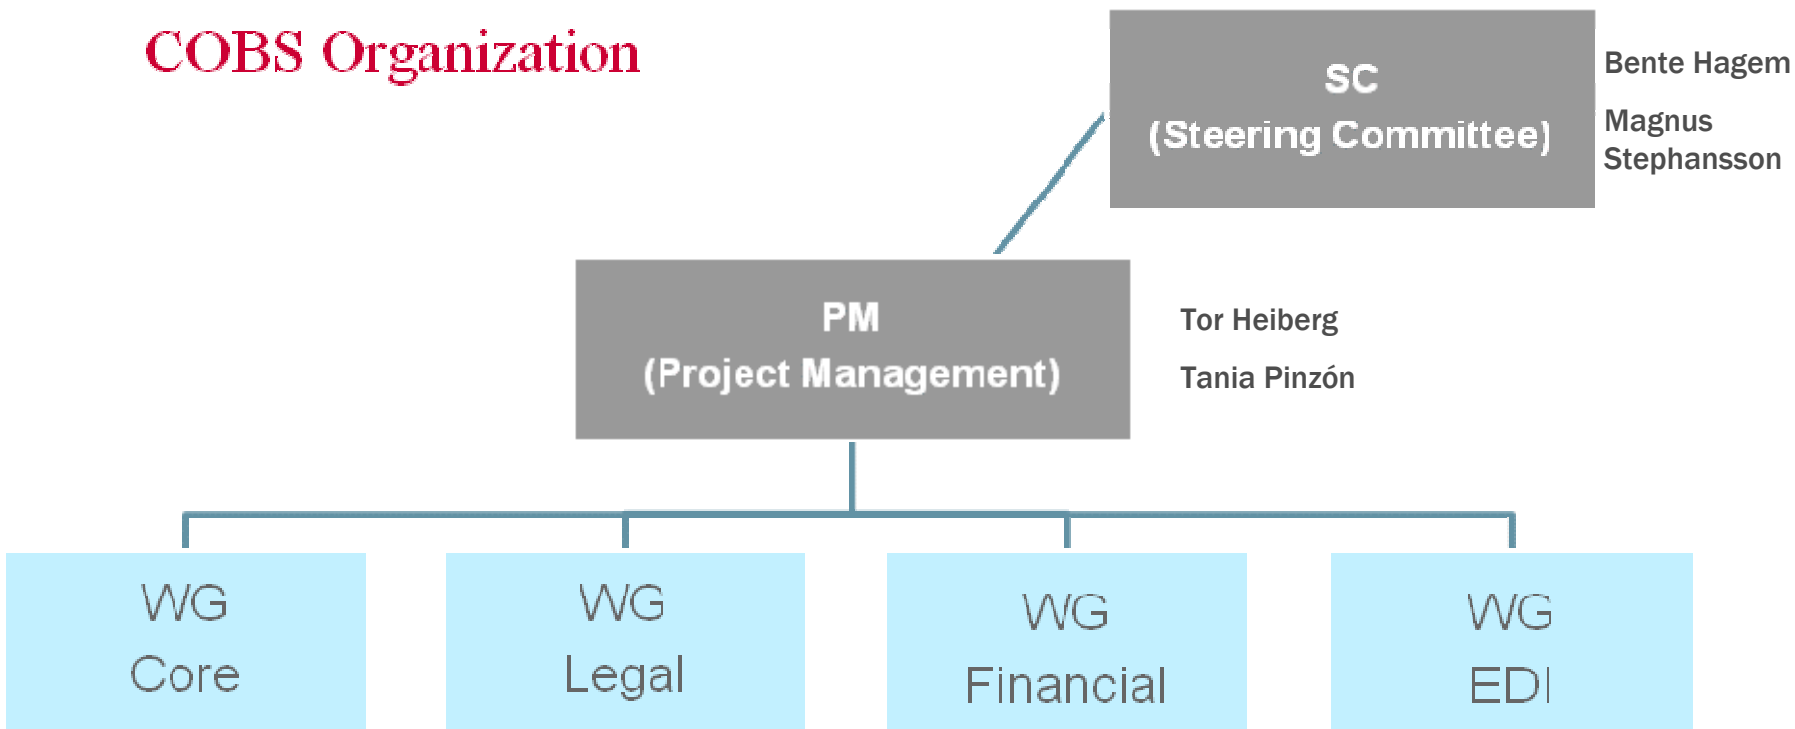 COBS Organization
SC
(Steering Committee)
Bente Hagem
Magnus
Stephansson
PM
(Project Management)
Tor Heiberg
Tania Pinzón
WG
Core
WG
Legal
WG
Financial
WG
EDI